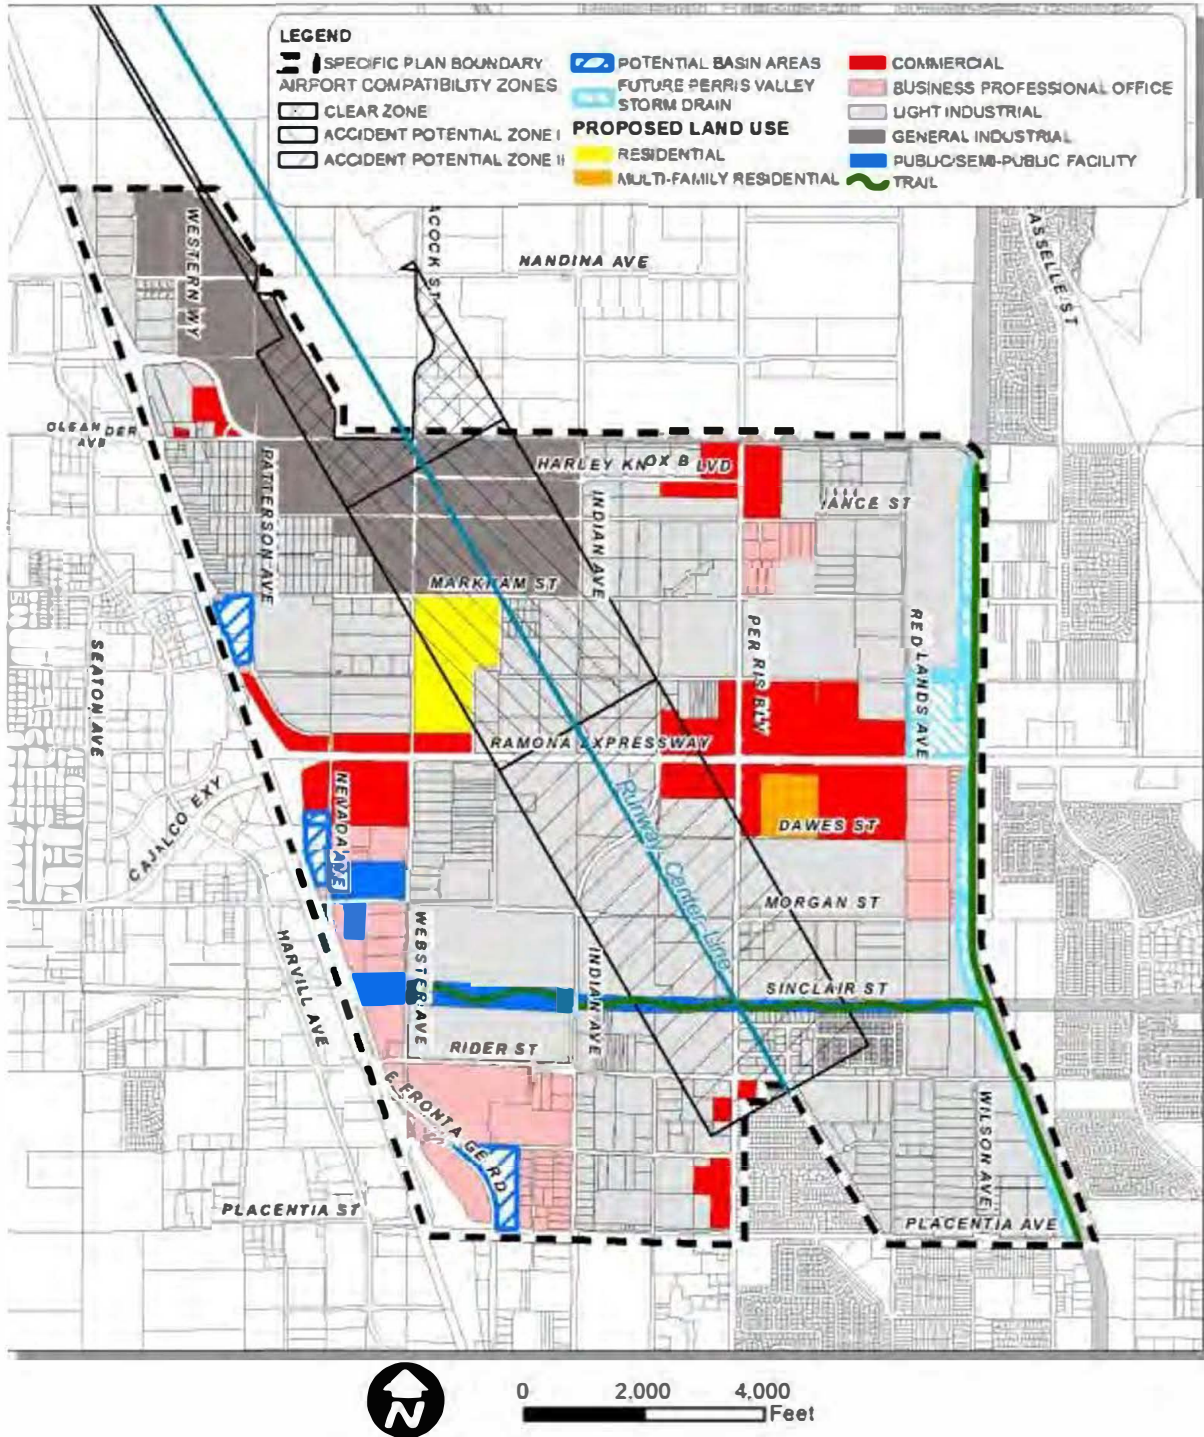 LEGEND
SPECIFIC PLAN BOUNDARY
AIRPORT COMPATIBILITY ZONES
CLEAR ZONE
ACCIDENT POTENTIAL ZONE I
ACCIDENT POTENTIAL ZONE II
POTENTIAL BASIN AREAS
FUTURE PERRIS VALLEY
STORM DRAIN
PROPOSED LAND USE
RESIDENTIAL
MULTI-FAMILY RESIDENTIAL
COMMERCIAL
BUSINESS PROFESSIONAL OFFICE
LIGHT INDUSTRIAL
GENERAL INDUSTRIAL
PUBLIC/SEMI-PUBLIC FACILITY
TRAIL
WESTERN WY
ACOCK ST
NANDINA AVE
ASSELLE ST
OLEANDER
AVE
HARLEY KNOX BLVD
PATTERSON AVE
INDIAN AVE
MARKHAM ST
PERRIS BLV
REDLANDS AVE
SEATON AVE
RAMONA EXPRESSWAY
NEVADA AVE
CAJALCO EXY
Runway Center Line
DAWES ST
MORGAN ST
HARVILL AVE
WEBSTER AVE
INDIAN AVE
SINCLAIR ST
RIDER ST
E FRONTAGE RD
WILSON AVE
PLACENTIA ST
PLACENTIA AVE
N
0 2,000 4,000
Feet